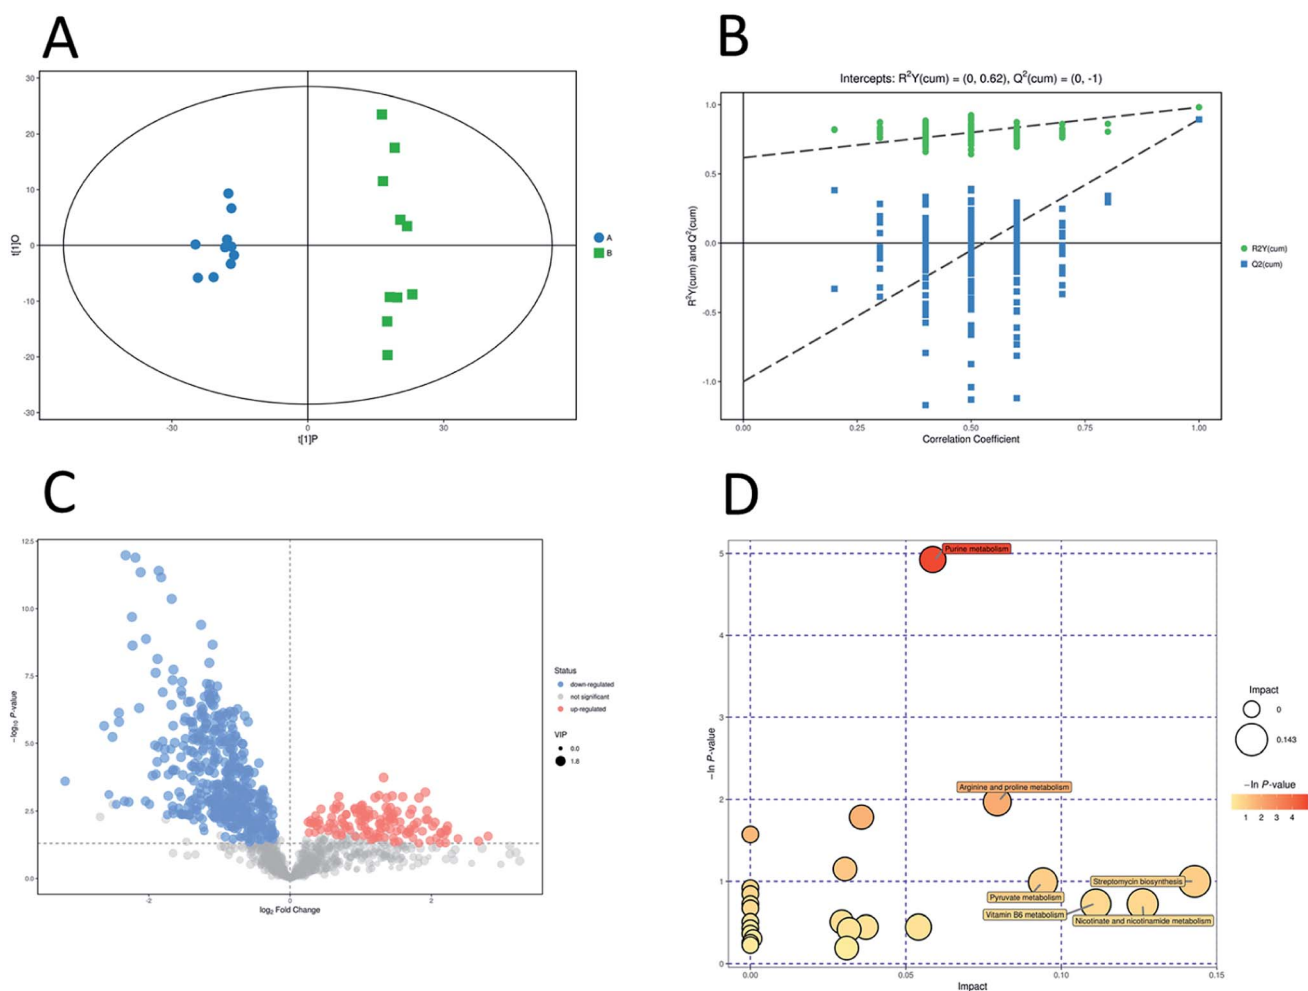 A
30
20
10
0
-10
-20
-30
-30
0
30
t[1]O
t[1]P
A
B
B
Intercepts: R²Y(cum) = (0, 0.62), Q²(cum) = (0, -1)
1.0
0.5
0.0
-0.5
-1.0
0.00
0.25
0.50
0.75
1.00
R²Y(cum) and Q²(cum)
Correlation Coefficient
R2Y(cum)
Q2(cum)
C
12.5
10.0
7.5
5.0
2.5
0.0
-2
0
2
−log₁₀ P-value
log₂ Fold Change
Status
down-regulated
not significant
up-regulated
VIP
0.0
1.8
D
5
4
3
2
1
0
0.00
0.05
0.10
0.15
−ln P-value
Impact
Purine metabolism
Arginine and proline metabolism
Streptomycin biosynthesis
Pyruvate metabolism
Vitamin B6 metabolism
Nicotinate and nicotinamide metabolism
Impact
0
0.143
−ln P-value
1 2 3 4